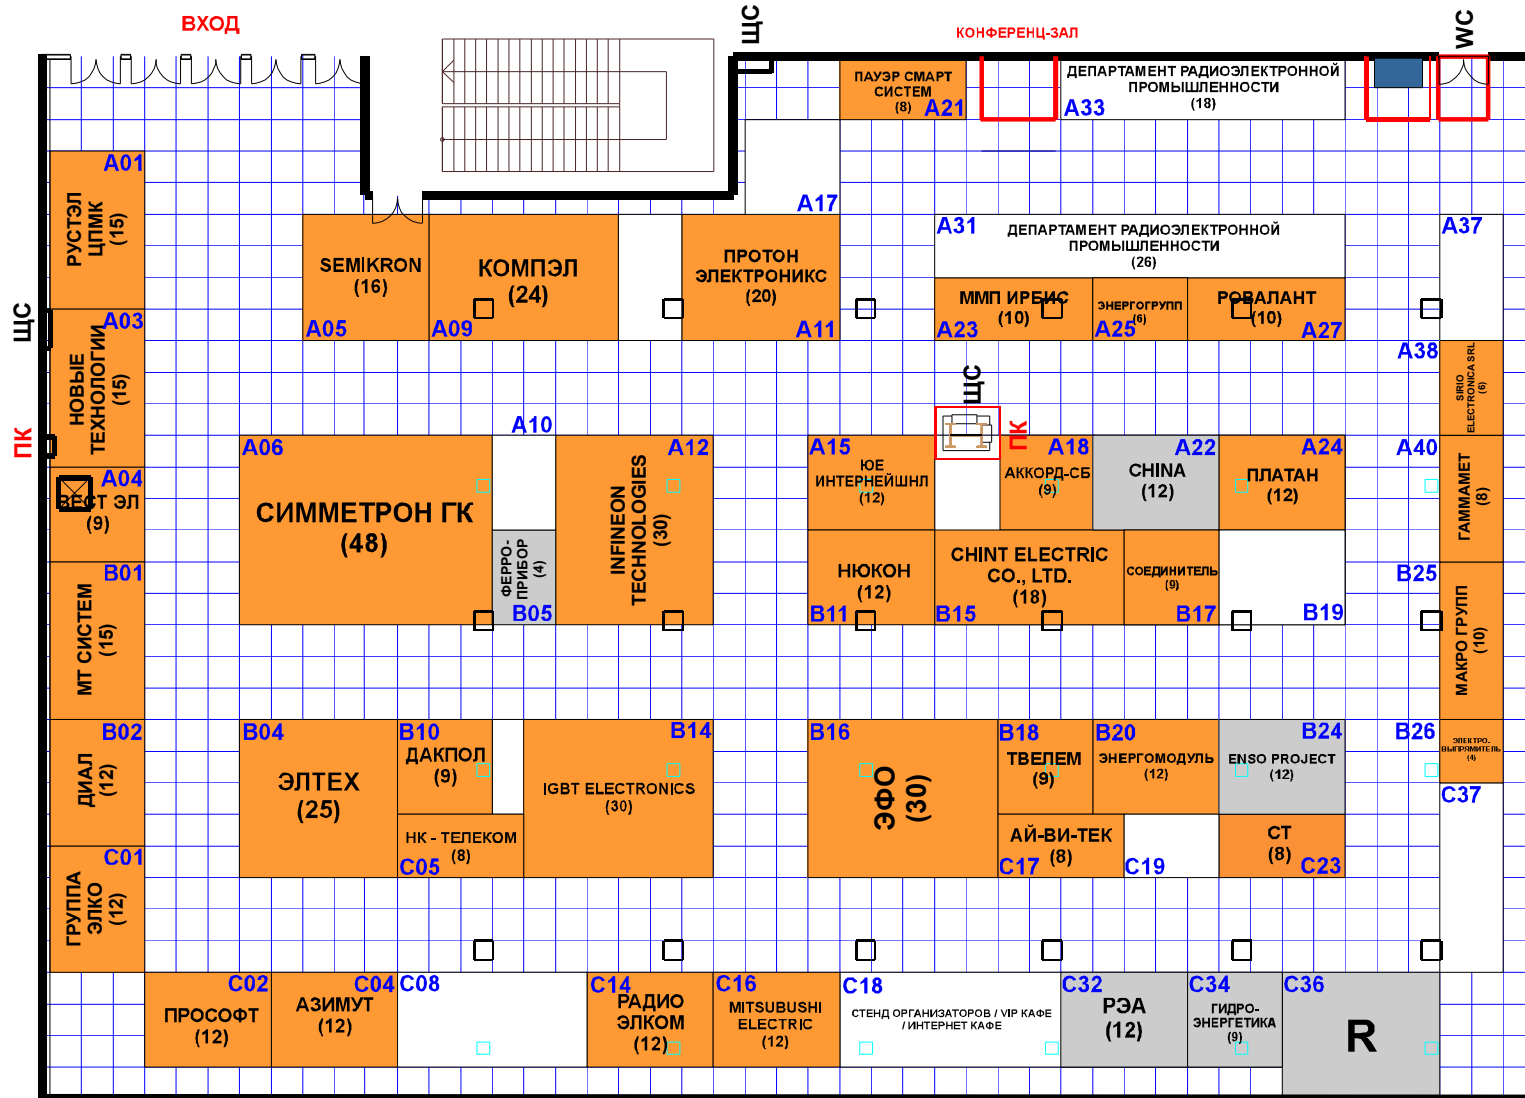 ВХОД
ЩС
КОНФЕРЕНЦ-ЗАЛ
WC
ПАУЭР СМАРТ
СИСТЕМ
(8)
A21
ДЕПАРТАМЕНТ РАДИОЭЛЕКТРОННОЙ
ПРОМЫШЛЕННОСТИ
(18)
A33
A01
РУСТЭЛ
ЦПМК
(15)
SEMIKRON
(16)
A05
КОМПЭЛ
(24)
A09
A17
ПРОТОН
ЭЛЕКТРОНИКС
(20)
A11
A31
ДЕПАРТАМЕНТ РАДИОЭЛЕКТРОННОЙ
ПРОМЫШЛЕННОСТИ
(26)
A37
ММП ИРБИС
(10)
A23
ЭНЕРГОГРУПП
(6)
A25
РОВАЛАНТ
(10)
A27
ЩС
A03
НОВЫЕ
ТЕХНОЛОГИИ
(15)
ПК
ЩС
ПК
A38
SIRIO
ELECTRONICA SRL
(6)
A04
ВЕСТ ЭЛ
(9)
A06
СИММЕТРОН ГК
(48)
A10
ФЕРРО-
ПРИБОР
(4)
B05
A12
INFINEON
TECHNOLOGIES
(30)
A15
ЮЕ
ИНТЕРНЕЙШНЛ
(12)
A18
АККОРД-СБ
(9)
A22
CHINA
(12)
A24
ПЛАТАН
(12)
A40
ГАММАМЕТ
(8)
B01
МТ СИСТЕМ
(15)
НЮКОН
(12)
B11
CHINT ELECTRIC
CO., LTD.
(18)
B15
СОЕДИНИТЕЛЬ
(9)
B17
B19
B25
МАКРО ГРУПП
(10)
B02
ДИАЛ
(12)
B04
ЭЛТЕХ
(25)
B10
ДАКПОЛ
(9)
НК - ТЕЛЕКОМ
(8)
C05
B14
IGBT ELECTRONICS
(30)
B16
ЭФО
(30)
B18
ТВЕЛЕМ
(9)
B20
ЭНЕРГОМОДУЛЬ
(12)
B24
ENSO PROJECT
(12)
B26
ЭЛЕКТРО.
ВЫПРЯМИТЕЛЬ
(4)
C37
C01
ГРУППА
ЭЛКО
(12)
АЙ-ВИ-ТЕК
(8)
C17
C19
СТ
(8)
C23
C02
ПРОСОФТ
(12)
C04
АЗИМУТ
(12)
C08
C14
РАДИО
ЭЛКОМ
(12)
C16
MITSUBUSHI
ELECTRIC
(12)
C18
СТЕНД ОРГАНИЗАТОРОВ / VIP КАФЕ
/ ИНТЕРНЕТ КАФЕ
C32
РЭА
(12)
C34
ГИДРО-
ЭНЕРГЕТИКА
(9)
C36
R